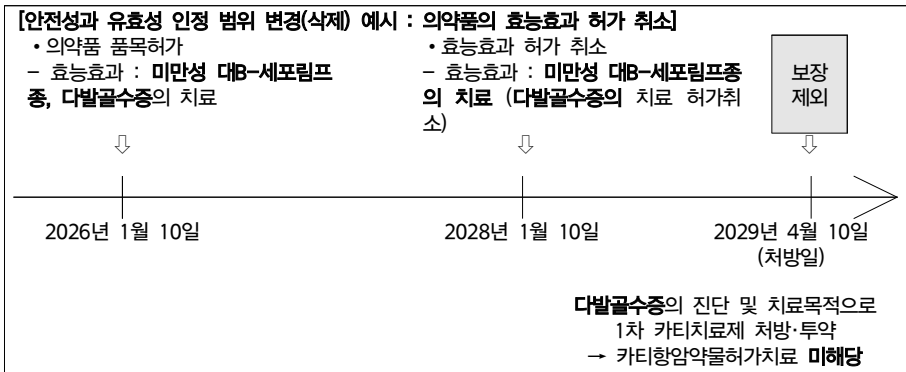 [안전성과 유효성 인정 범위 변경(삭제) 예시 : 의약품의 효능효과 허가 취소]
・의약품 품목허가
- 효능효과 : 미만성 대B-세포림프
종, 다발골수증의 치료
・효능효과 허가 취소
- 효능효과 : 미만성 대B-세포림프종
의 치료 (다발골수증의 치료 허가취
소)
보장
제외
2026년 1월 10일
2028년 1월 10일
2029년 4월 10일
(처방일)
다발골수증의 진단 및 치료목적으로
1차 카티치료제 처방·투약
→ 카티항암약물허가치료 미해당